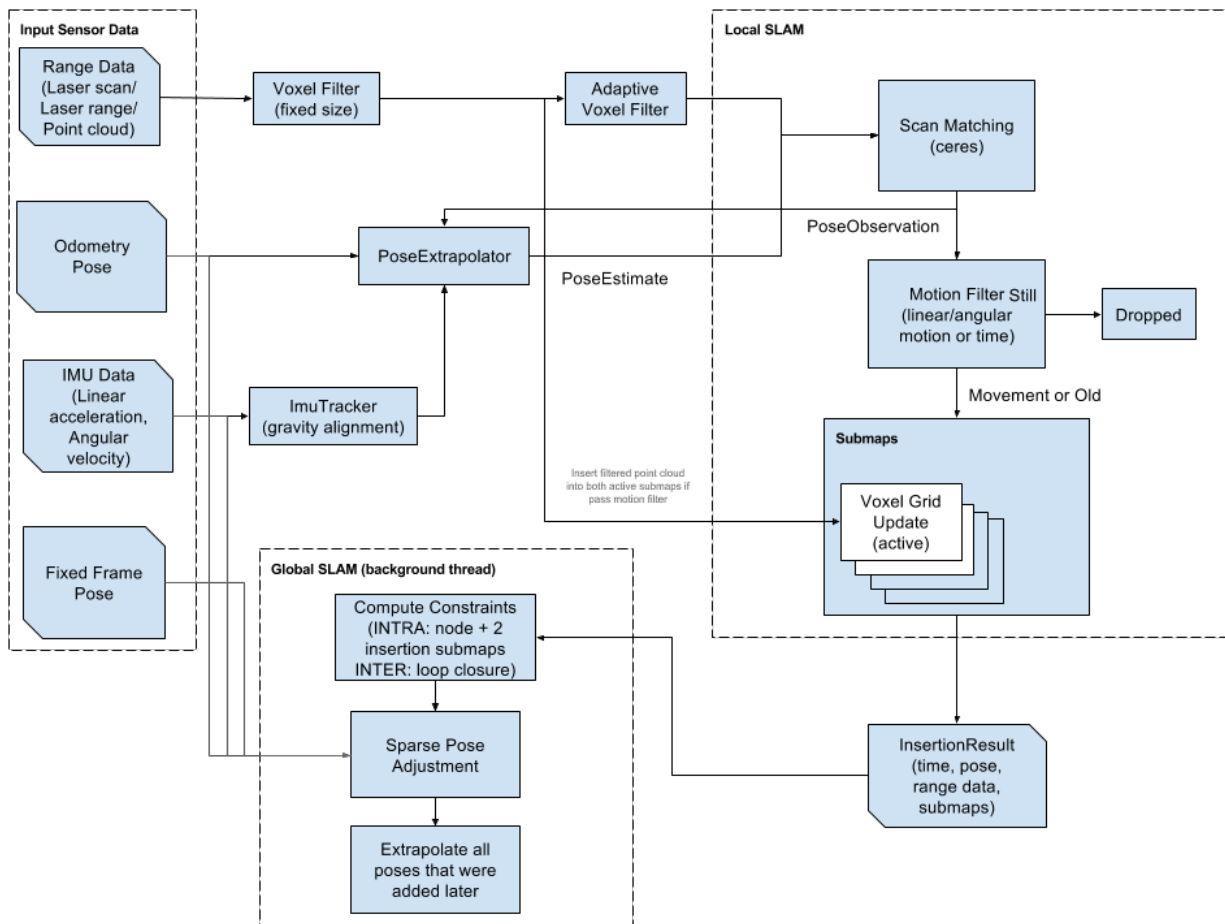 Input Sensor Data
Range Data
(Laser scan/
Laser range/
Point cloud)
Voxel Filter
(fixed size)
Adaptive
Voxel Filter
Local SLAM
Scan Matching
(ceres)
Odometry
Pose
PoseExtrapolator
PoseEstimate
PoseObservation
Motion Filter Still
(linear/angular
motion or time)
Dropped
IMU Data
(Linear
acceleration,
Angular
velocity)
ImuTracker
(gravity alignment)
Movement or Old
Submaps
Insert filtered point cloud
into both active submaps if
pass motion filter
Voxel Grid
Update
(active)
Fixed Frame
Pose
Global SLAM (background thread)
Compute Constraints
(INTRA: node + 2
insertion submaps
INTER: loop closure)
Sparse Pose
Adjustment
Extrapolate all
poses that were
added later
InsertionResult
(time, pose,
range data,
submaps)